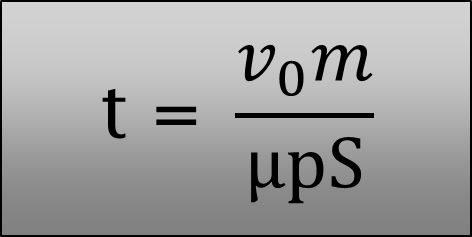 t = v₀m / μpS